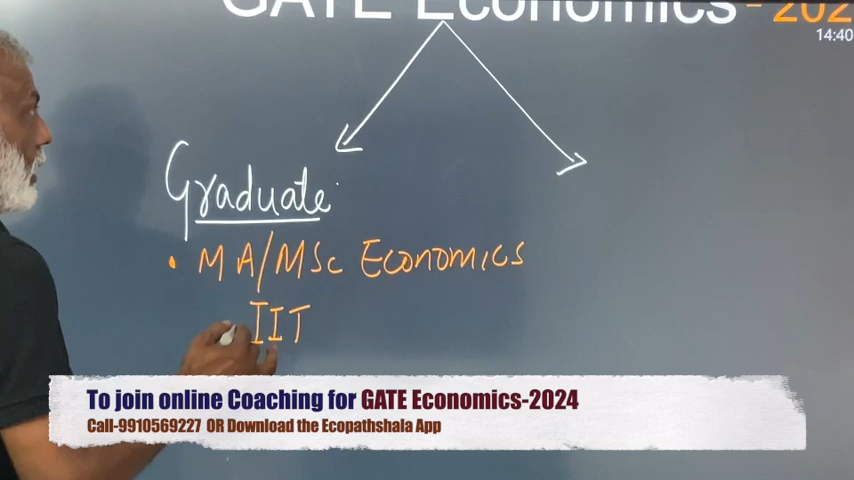 GATE Economics - 202
14:40
Graduate
• MA/MSc Economics
IIT
To join online Coaching for GATE Economics-2024
Call-9910569227 OR Download the Ecopathshala App